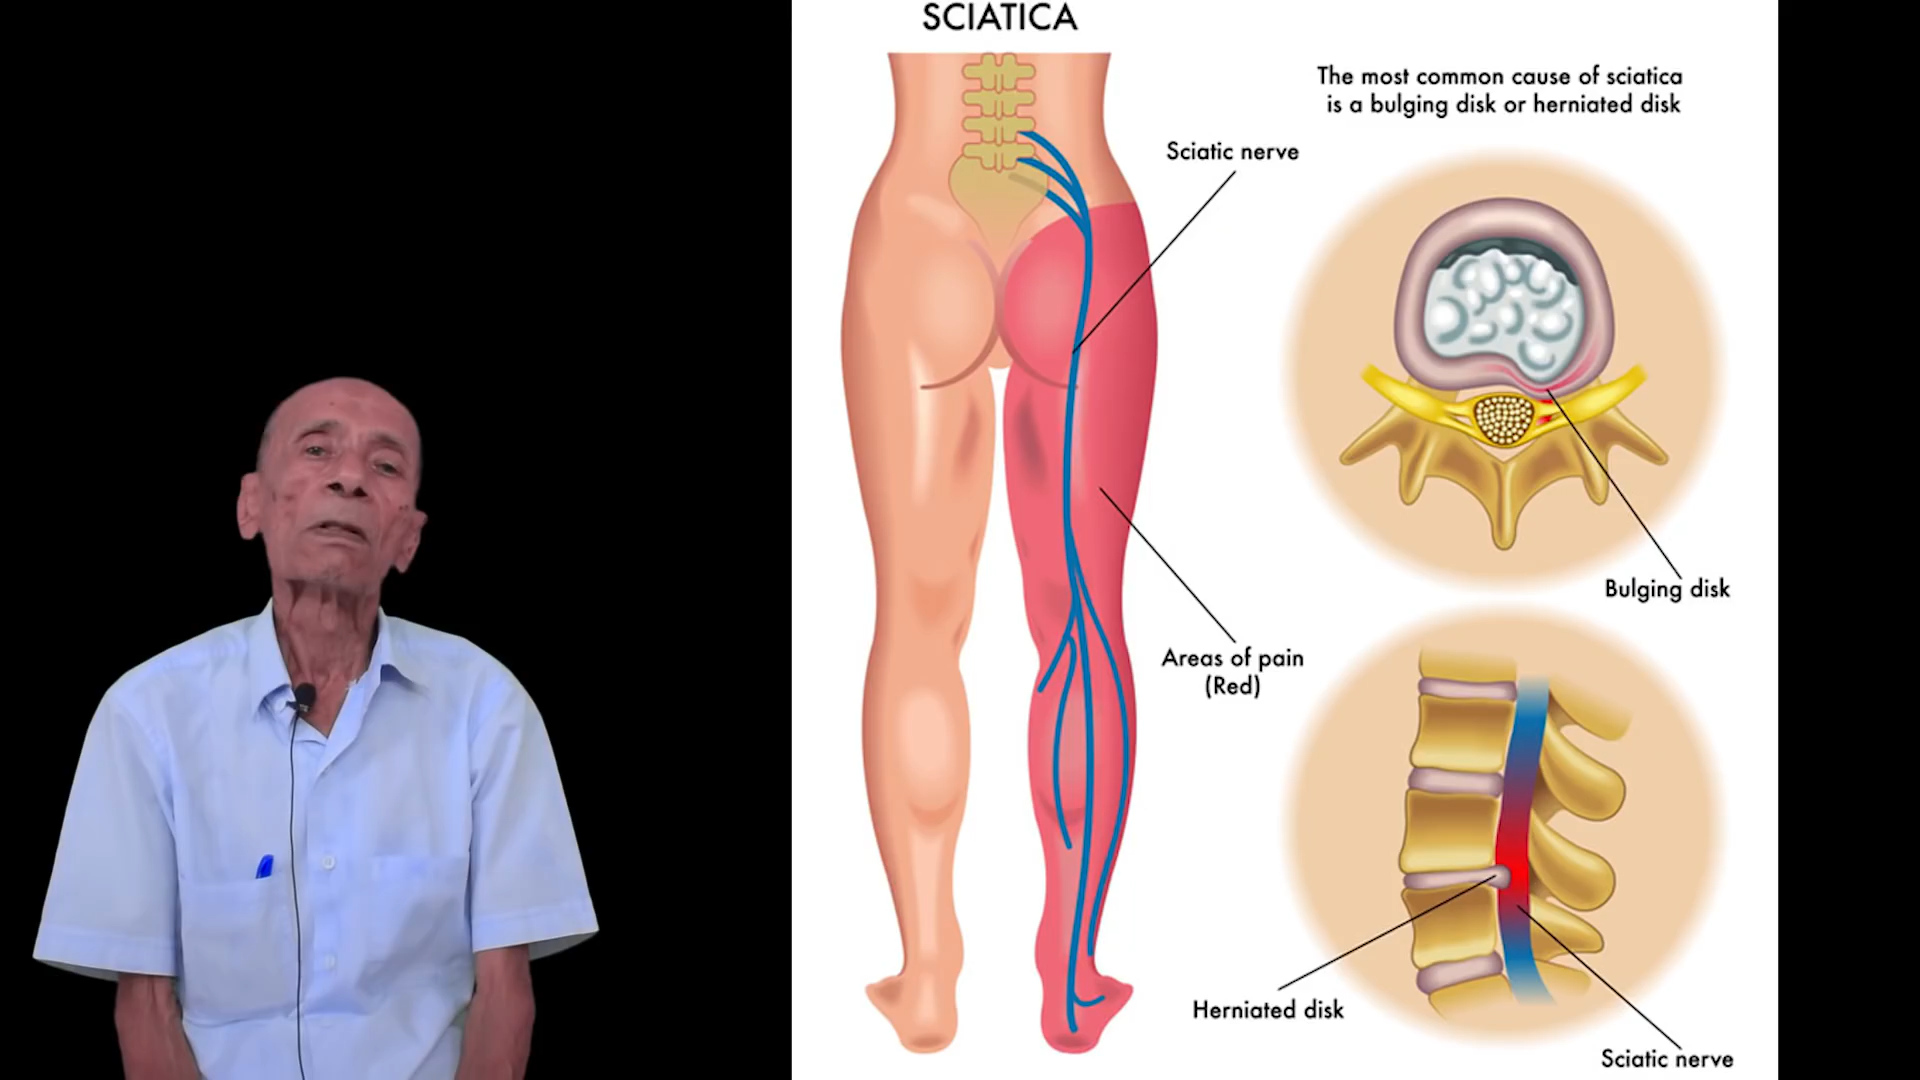 SCIATICA
The most common cause of sciatica
is a bulging disk or herniated disk
Sciatic nerve
Bulging disk
Areas of pain
(Red)
Herniated disk
Sciatic nerve